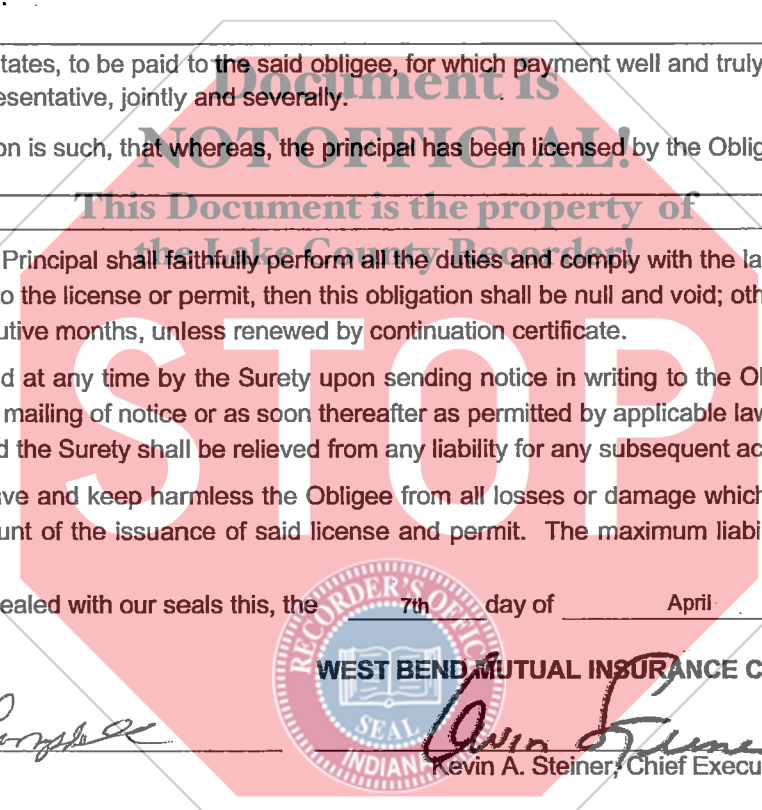 tates, to be paid to the said obligee, for which payment well and truly
Document is
esentative, jointly and severally.
NOT OFFICIAL!
on is such, that whereas, the principal has been licensed by the Oblig
This Document is the property of
the Lake County Recorder!
Principal shall faithfully perform all the duties and comply with the la
o the license or permit, then this obligation shall be null and void; oth
utive months, unless renewed by continuation certificate.
STOP
d at any time by the Surety upon sending notice in writing to the Ob
mailing of notice or as soon thereafter as permitted by applicable law
d the Surety shall be relieved from any liability for any subsequent ac
ave and keep harmless the Obligee from all losses or damage which
unt of the issuance of said license and permit. The maximum liabi
ealed with our seals this, the 7th day of April
RECORDER'S OFFICE
WEST BEND MUTUAL INSURANCE C
SEAL
INDIANA
Kevin Steiner
Kevin A. Steiner, Chief Execu